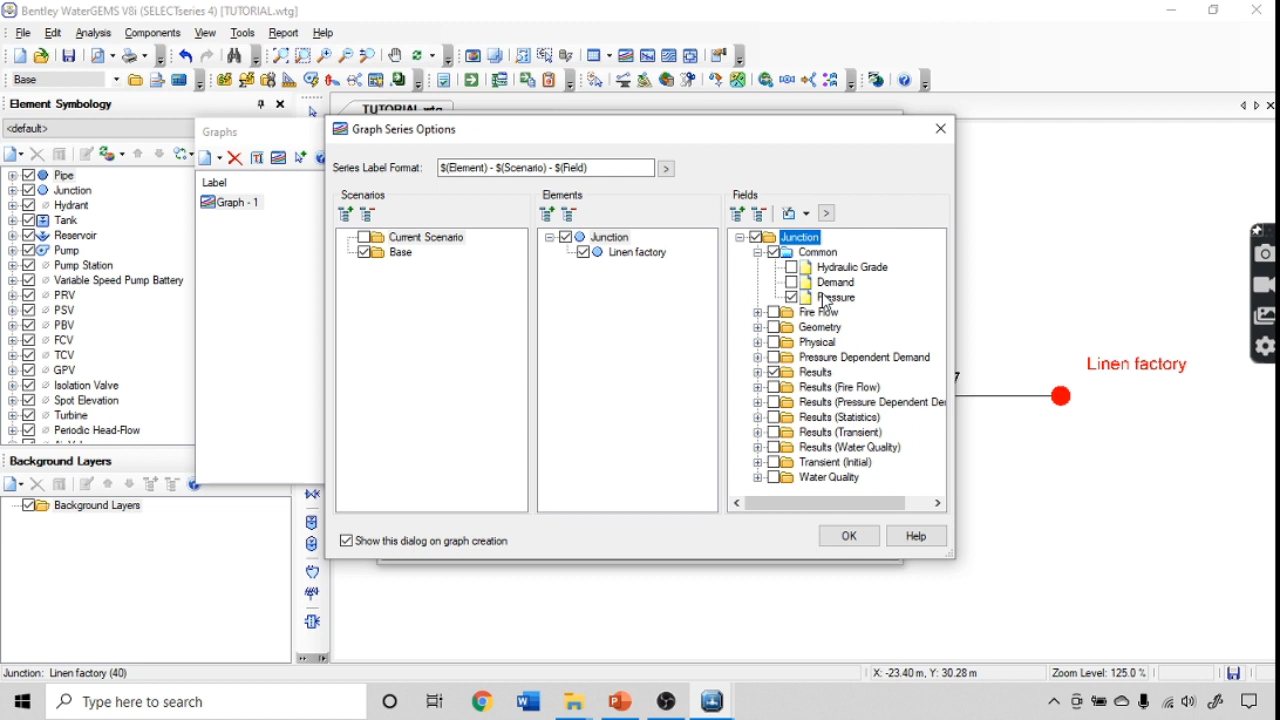 Bentley WaterGEMS V8i (SELECTseries 4) [TUTORIAL.wtg]
File Edit Analysis Components View Tools Report Help
Base
Element Symbology
<default>
Pipe
Junction
Hydrant
Tank
Reservoir
Pump
Pump Station
Variable Speed Pump Battery
PRV
PSV
PBV
FCV
TCV
GPV
Isolation Valve
Spot Elevation
Turbine
Periodic Head-Flow
Background Layers
Background Layers
Graphs
Label
Graph - 1
TUTORIAL.wtg
Graph Series Options
Series Label Format: $(Element) - $(Scenario) - $(Field) >
Scenarios
Current Scenario
Base
Elements
Junction
Linen factory
Fields
>
Junction
Common
Hydraulic Grade
Demand
Pressure
Fire Flow
Geometry
Physical
Pressure Dependent Demand
Results
Results (Fire Flow)
Results (Pressure Dependent Der
Results (Statistics)
Results (Transient)
Results (Water Quality)
Transient (Initial)
Water Quality
Show this dialog on graph creation
OK Help
7
Linen factory
Junction: Linen factory (40)
X: -23.40 m, Y: 30.28 m
Zoom Level: 125.0 %
Type here to search